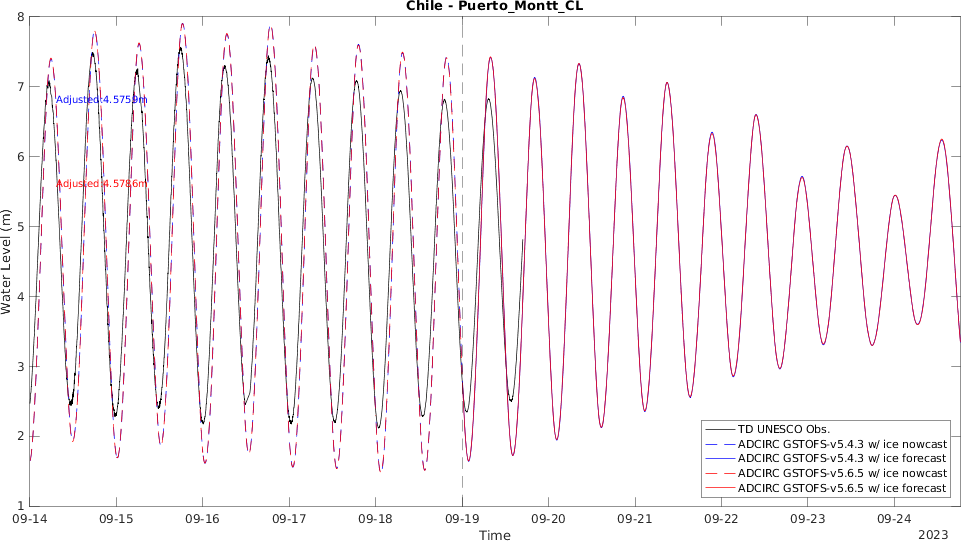 Chile - Puerto_Montt_CL
8
7
6
5
4
3
2
1
Water Level (m)
Adjusted:4.5759m
Adjusted:4.5786m
TD UNESCO Obs.
ADCIRC GSTOFS-v5.4.3 w/ ice nowcast
ADCIRC GSTOFS-v5.4.3 w/ ice forecast
ADCIRC GSTOFS-v5.6.5 w/ ice nowcast
ADCIRC GSTOFS-v5.6.5 w/ ice forecast
09-14 09-15 09-16 09-17 09-18 09-19 09-20 09-21 09-22 09-23 09-24
2023
Time